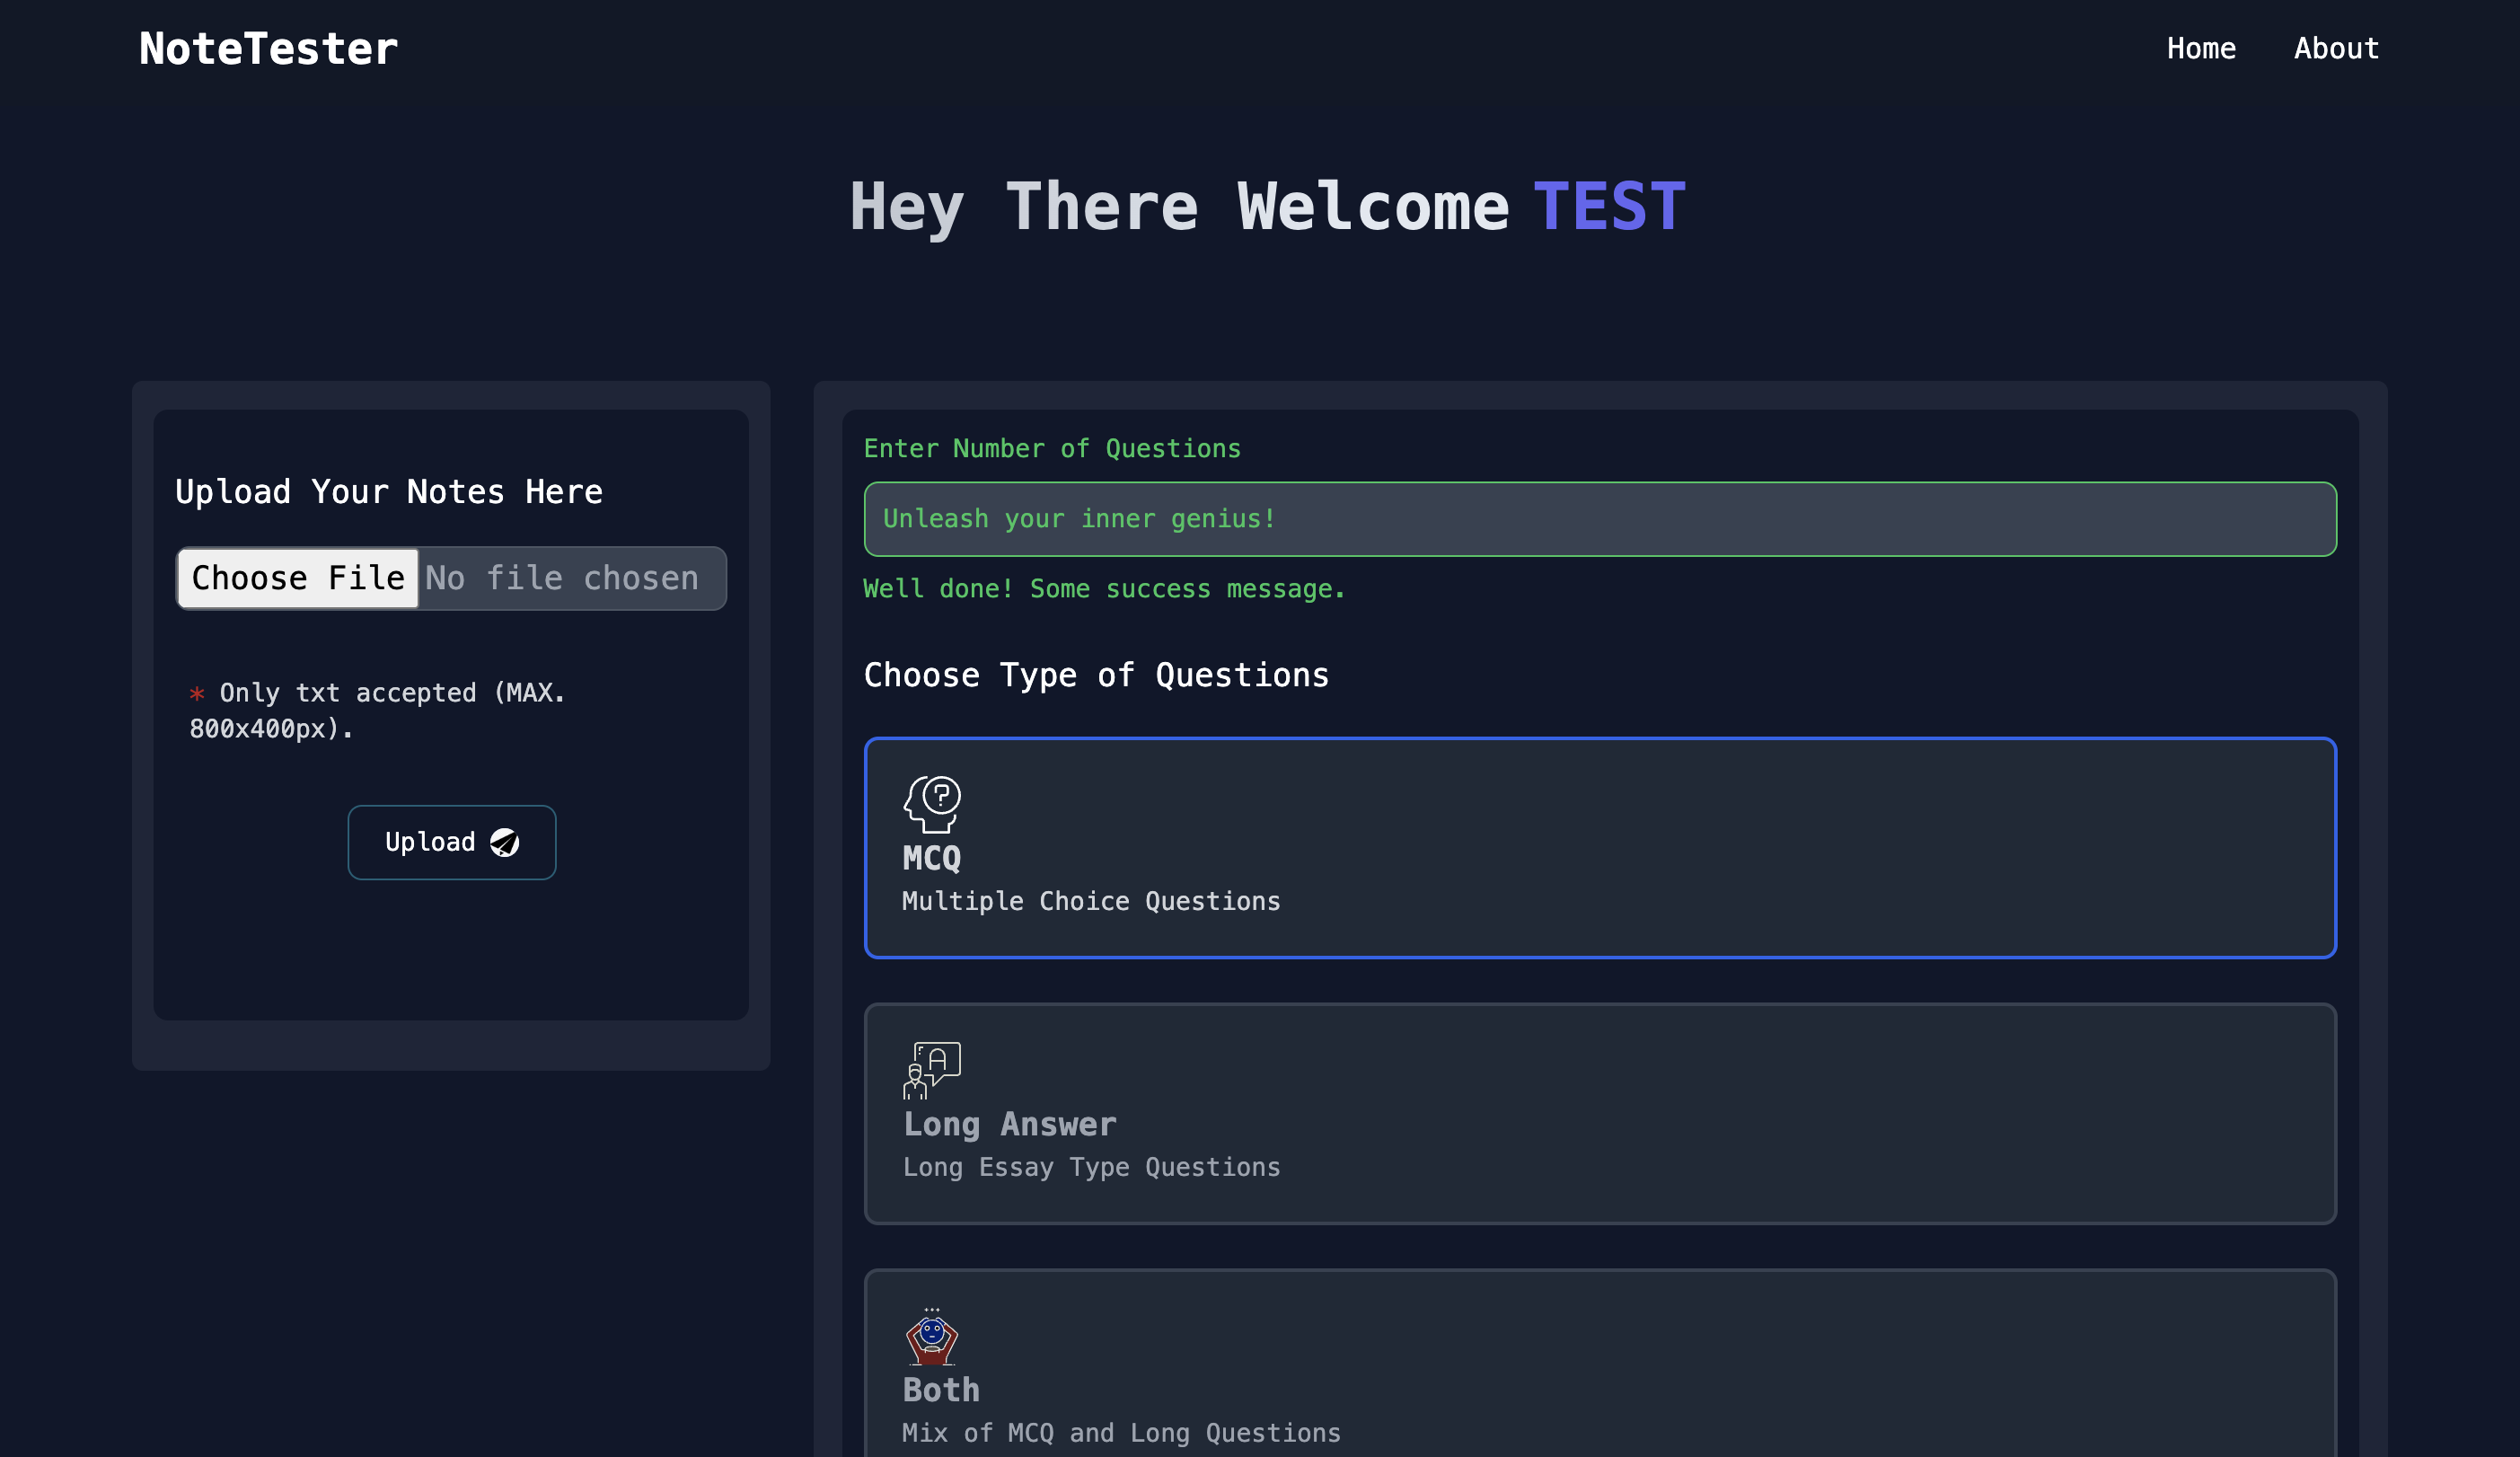 NoteTester
Home
About
Hey There Welcome TEST
Upload Your Notes Here
Choose File No file chosen
* Only txt accepted (MAX.
800x400px).
Upload
Enter Number of Questions
Unleash your inner genius!
Well done! Some success message.
Choose Type of Questions
?
MCQ
Multiple Choice Questions
A
Long Answer
Long Essay Type Questions
Both
Mix of MCQ and Long Questions